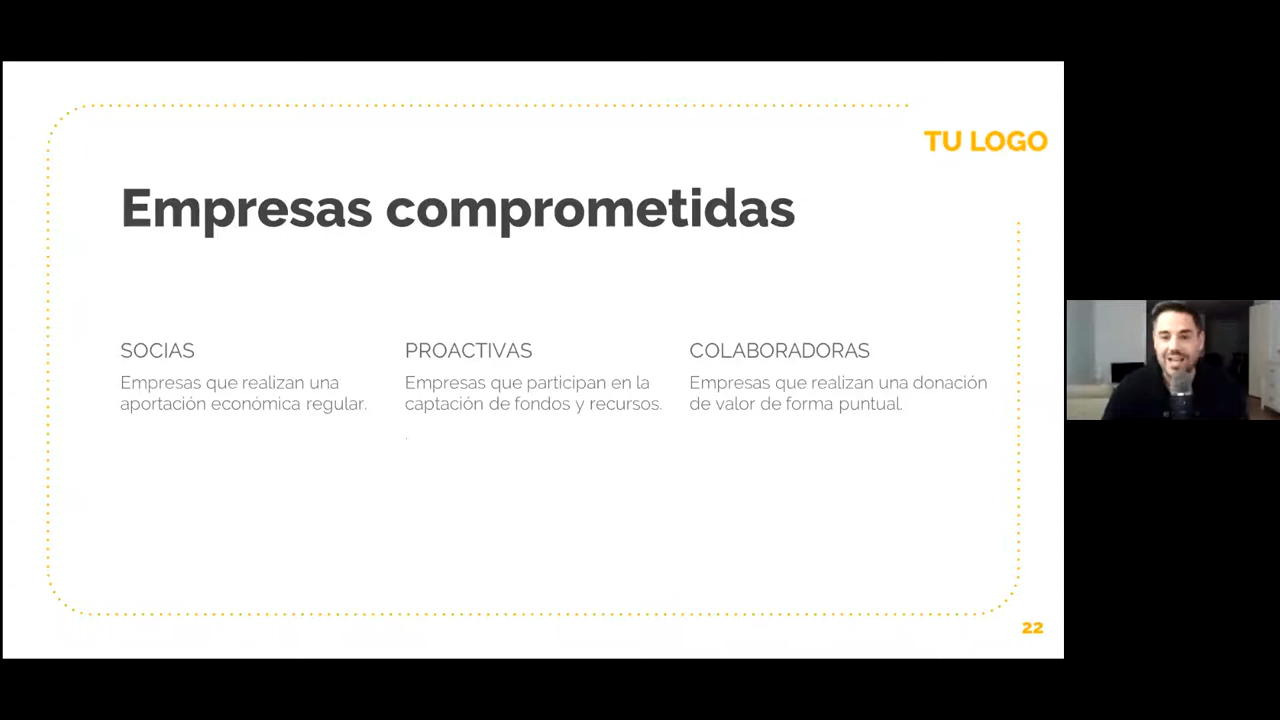 TU LOGO
Empresas comprometidas
SOCIAS
Empresas que realizan una
aportación económica regular.
PROACTIVAS
Empresas que participan en la
captación de fondos y recursos.
.
COLABORADORAS
Empresas que realizan una donación
de valor de forma puntual.
22